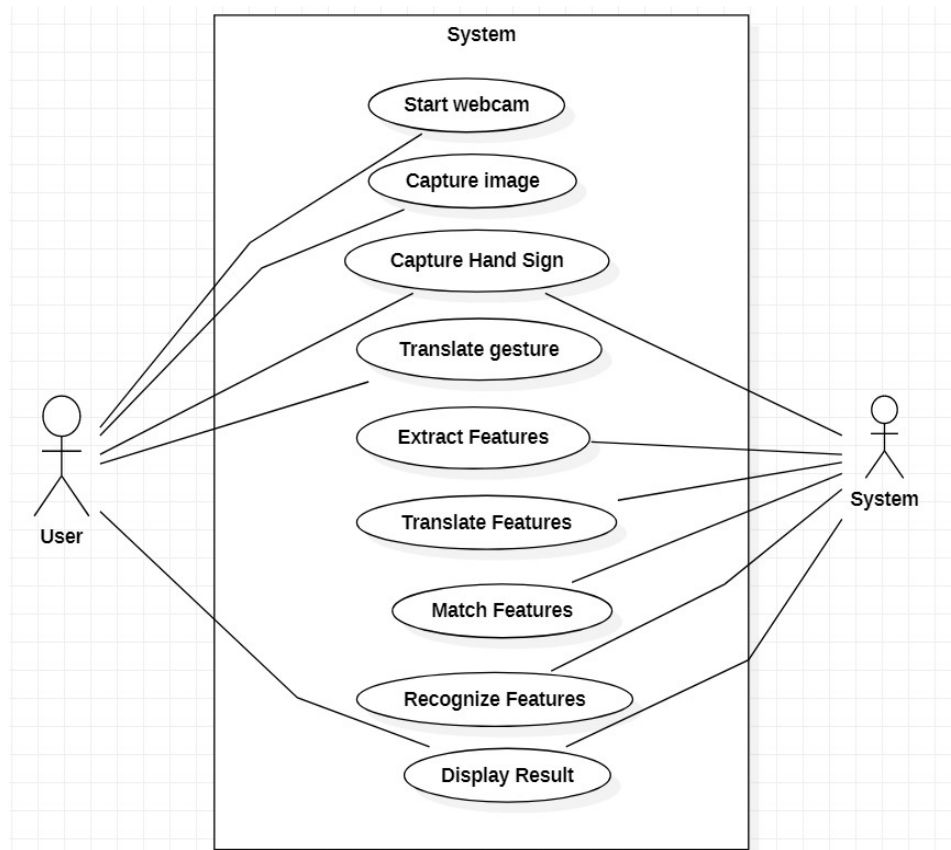 System
Start webcam
Capture image
Capture Hand Sign
Translate gesture
Extract Features
Translate Features
Match Features
Recognize Features
Display Result
User
System